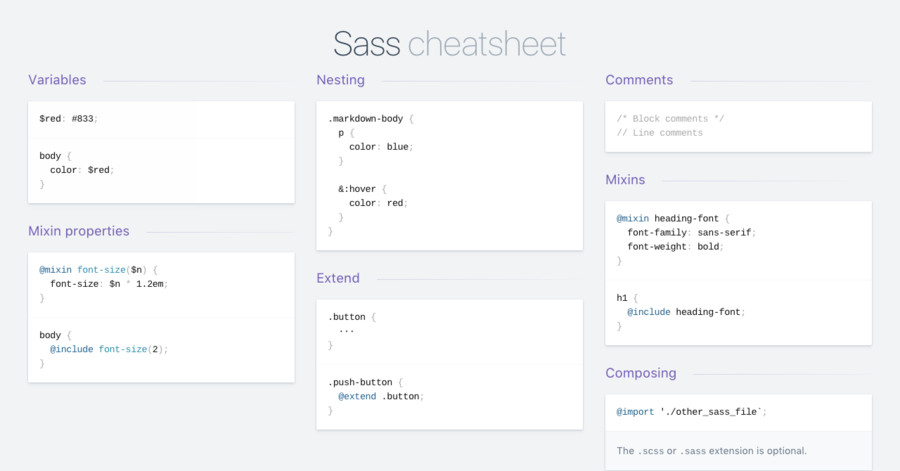 Sass cheatsheet
Variables
$red: #833;
body {
  color: $red;
}
Mixin properties
@mixin font-size($n) {
  font-size: $n * 1.2em;
}
body {
  @include font-size(2);
}
Nesting
.markdown-body {
  p {
    color: blue;
  }
  &:hover {
    color: red;
  }
}
Extend
.button {
  ...
}
.push-button {
  @extend .button;
}
Comments
/* Block comments */
// Line comments
Mixins
@mixin heading-font {
  font-family: sans-serif;
  font-weight: bold;
}
h1 {
  @include heading-font;
}
Composing
@import './other_sass_file`;
The .scss or .sass extension is optional.